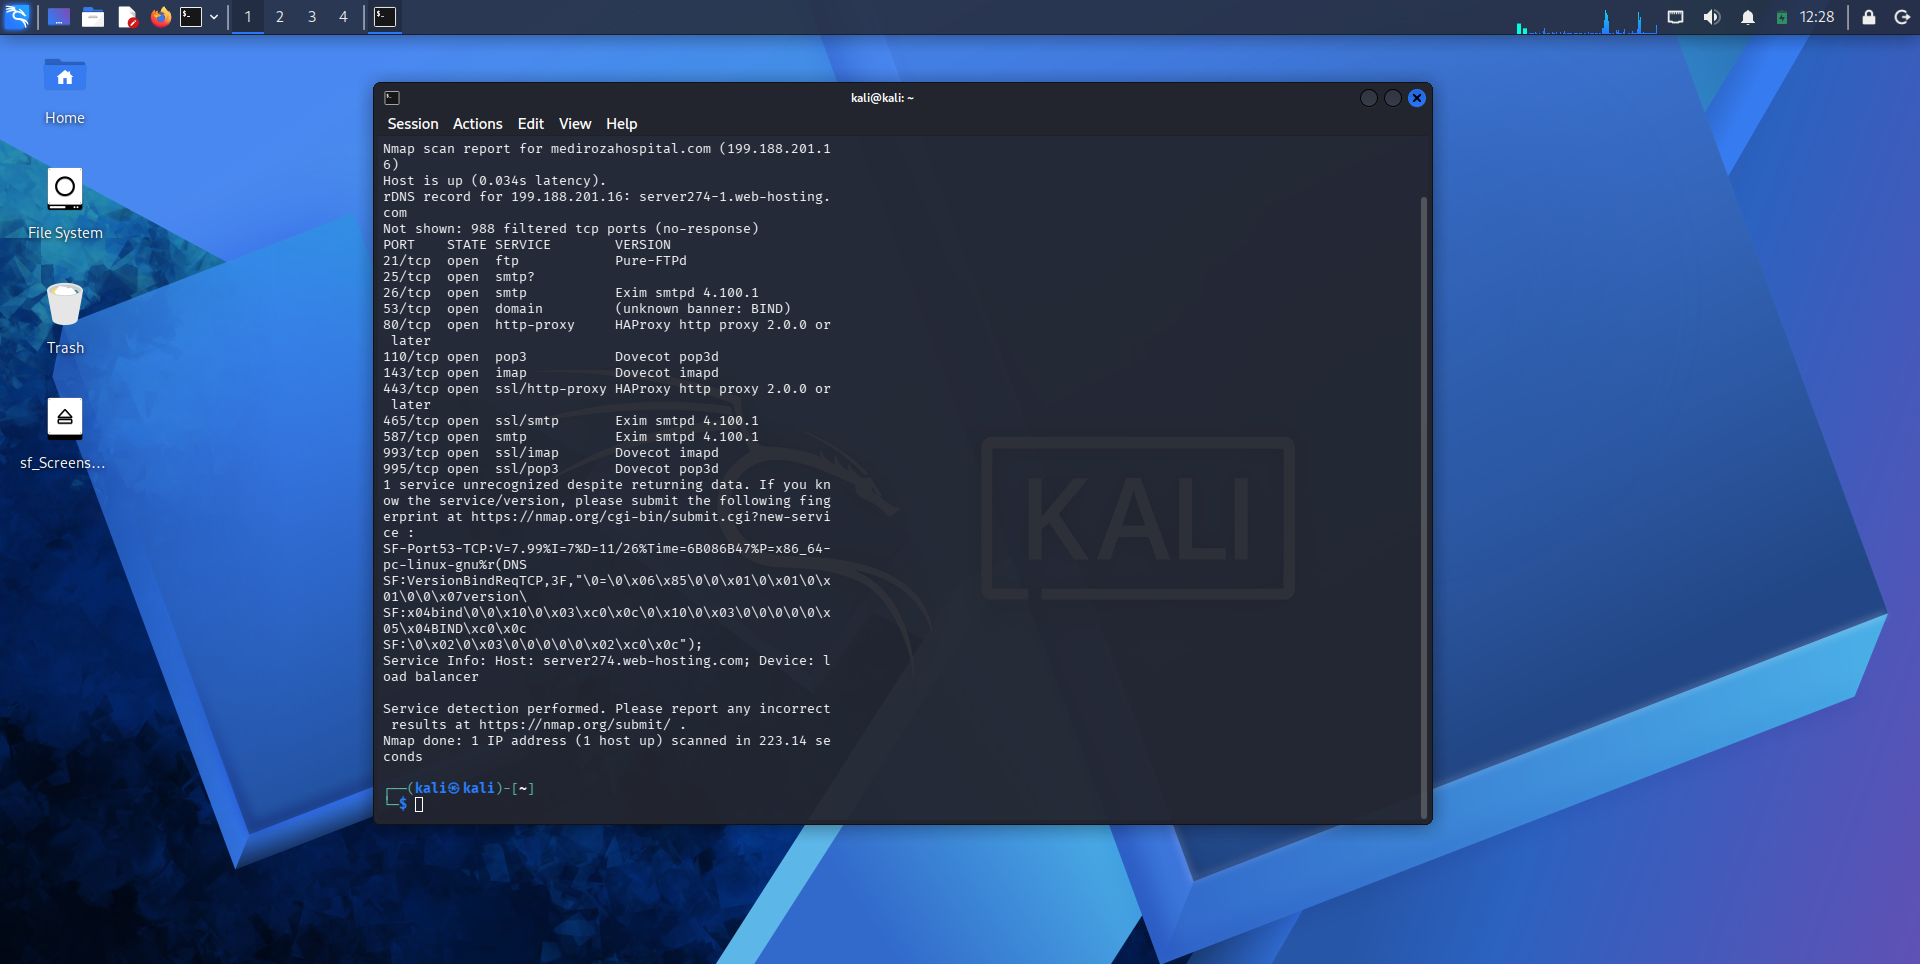 1 2 3 4 12:28
Home
File System
Trash
sf_Screens...
kali@kali: ~
Session Actions Edit View Help
Nmap scan report for medirozahospital.com (199.188.201.1
6)
Host is up (0.034s latency).
rDNS record for 199.188.201.16: server274-1.web-hosting.
com
Not shown: 988 filtered tcp ports (no-response)
PORT    STATE SERVICE        VERSION
21/tcp  open  ftp            Pure-FTPd
25/tcp  open  smtp?
26/tcp  open  smtp           Exim smtpd 4.100.1
53/tcp  open  domain         (unknown banner: BIND)
80/tcp  open  http-proxy     HAProxy http proxy 2.0.0 or
 later
110/tcp open  pop3           Dovecot pop3d
143/tcp open  imap           Dovecot imapd
443/tcp open  ssl/http-proxy HAProxy http proxy 2.0.0 or
 later
465/tcp open  ssl/smtp       Exim smtpd 4.100.1
587/tcp open  smtp           Exim smtpd 4.100.1
993/tcp open  ssl/imap       Dovecot imapd
995/tcp open  ssl/pop3       Dovecot pop3d
1 service unrecognized despite returning data. If you kn
ow the service/version, please submit the following fing
erprint at https://nmap.org/cgi-bin/submit.cgi?new-servi
ce :
SF-Port53-TCP:V=7.99%I=7%D=11/26%Time=6B086B47%P=x86_64-
pc-linux-gnu%r(DNS
SF:VersionBindReqTCP,3F,"\0=\0\x06\x85\0\0\x01\0\x01\0\x
01\0\0\x07version\
SF:x04bind\0\0\x10\0\x03\xc0\x0c\0\x10\0\x03\0\0\0\0\0\x
05\x04BIND\xc0\x0c
SF:\0\x02\0\x03\0\0\0\0\0\x02\xc0\x0c");
Service Info: Host: server274.web-hosting.com; Device: l
oad balancer
Service detection performed. Please report any incorrect
 results at https://nmap.org/submit/ .
Nmap done: 1 IP address (1 host up) scanned in 223.14 se
conds
┌──(kali㉿kali)-[~]
└─$
KALI